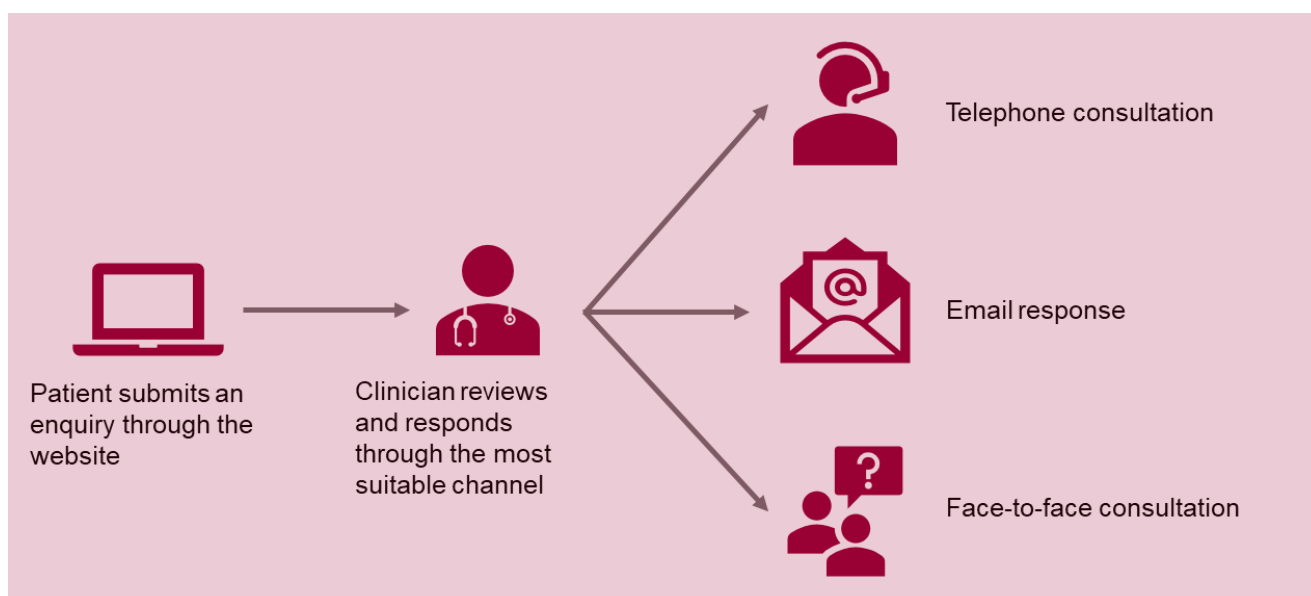 Telephone consultation
Email response
Patient submits an
enquiry through the
website
Clinician reviews
and responds
through the most
suitable channel
Face-to-face consultation